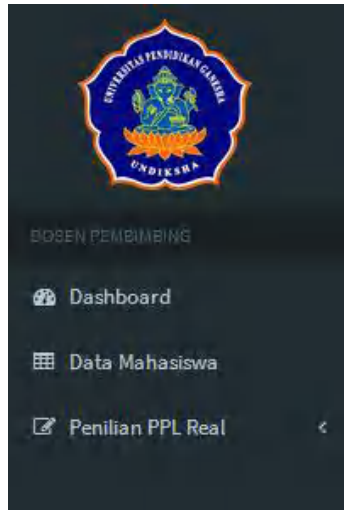 UNIVERSITAS PENDIDIKAN GANESHA
UNDIKSHA
DOSEN PEMBIMBING
Dashboard
Data Mahasiswa
Penilian PPL Real